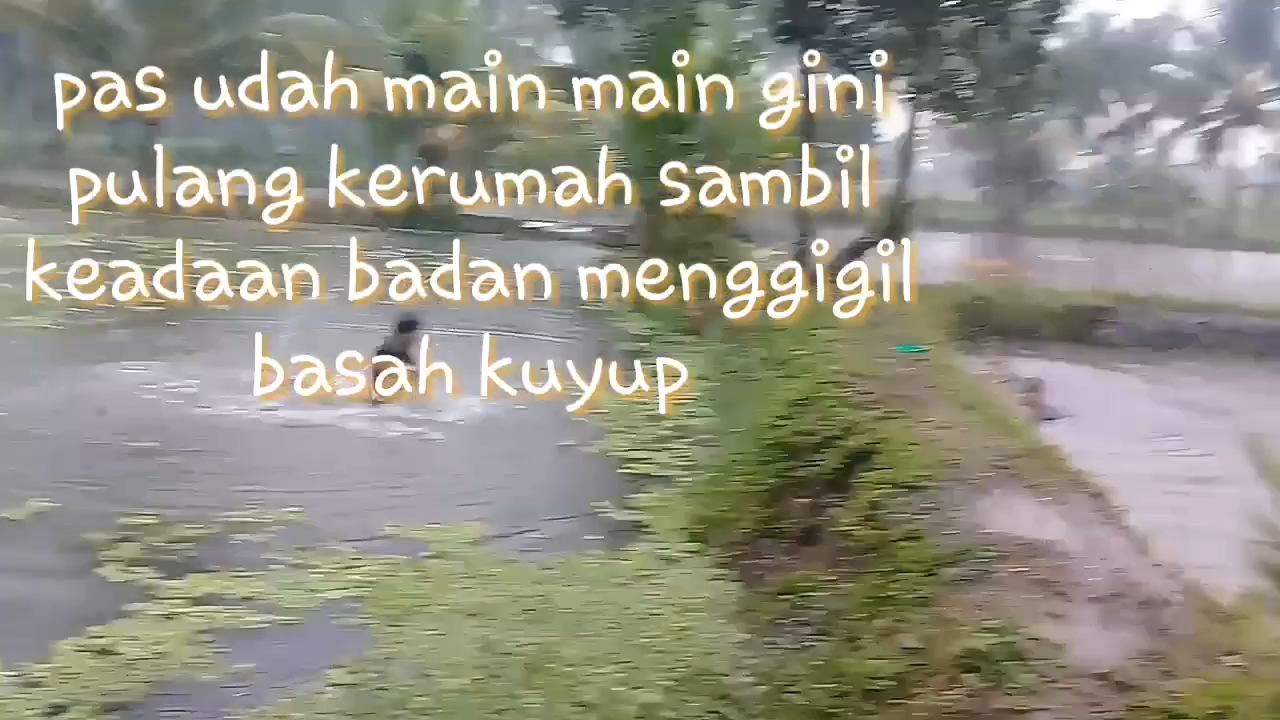 pas udah main main gini
pulang kerumah sambil
keadaan badan menggigil
basah kuyup